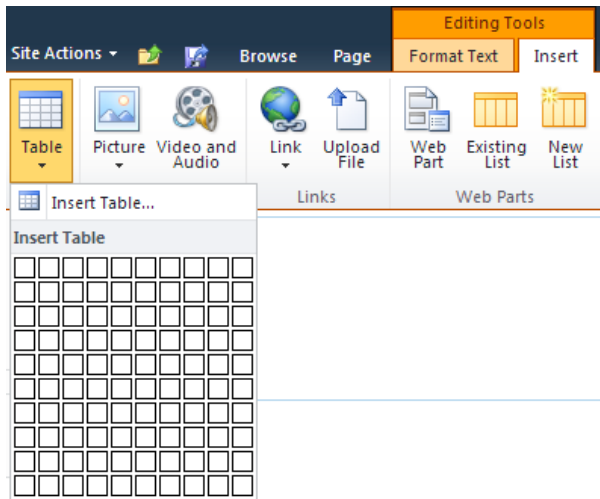 Editing Tools
Site Actions Browse Page Format Text Insert
Table Picture Video and Audio Link Upload File Web Part Existing List New List
Links Web Parts
Insert Table...
Insert Table